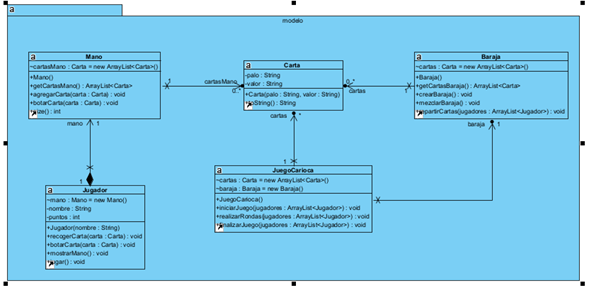 modelo
Mano
~cartasMano : Carta = new ArrayList<Carta>()
+Mano()
+getCartasMano() : ArrayList<Carta>
+agregarCarta(carta : Carta) : void
+botarCarta(carta : Carta) : void
+size() : int
1
cartasMano
0..*
Carta
-palo : String
-valor : String
+Carta(palo : String, valor : String)
+toString() : String
0..*
cartas
1
Baraja
~cartas : Carta = new ArrayList<Carta>()
+Baraja()
+getCartasBaraja() : ArrayList<Carta>
+crearBaraja() : void
+mezclarBaraja() : void
+repartirCartas(jugadores : ArrayList<Jugador>) : void
mano
1
cartas
*
baraja
1
1
1
Jugador
~mano : Mano = new Mano()
-nombre : String
-puntos : int
+Jugador(nombre : String)
+recogerCarta(carta : Carta) : void
+botarCarta(carta : Carta) : void
+mostrarMano() : void
+jugar() : void
JuegoCarioca
~cartas : Carta = new ArrayList<Carta>()
~baraja : Baraja = new Baraja()
+JuegoCarioca()
+iniciarJuego(jugadores : ArrayList<Jugador>) : void
+realizarRondas(jugadores : ArrayList<Jugador>) : void
+finalizarJuego(jugadores : ArrayList<Jugador>) : void